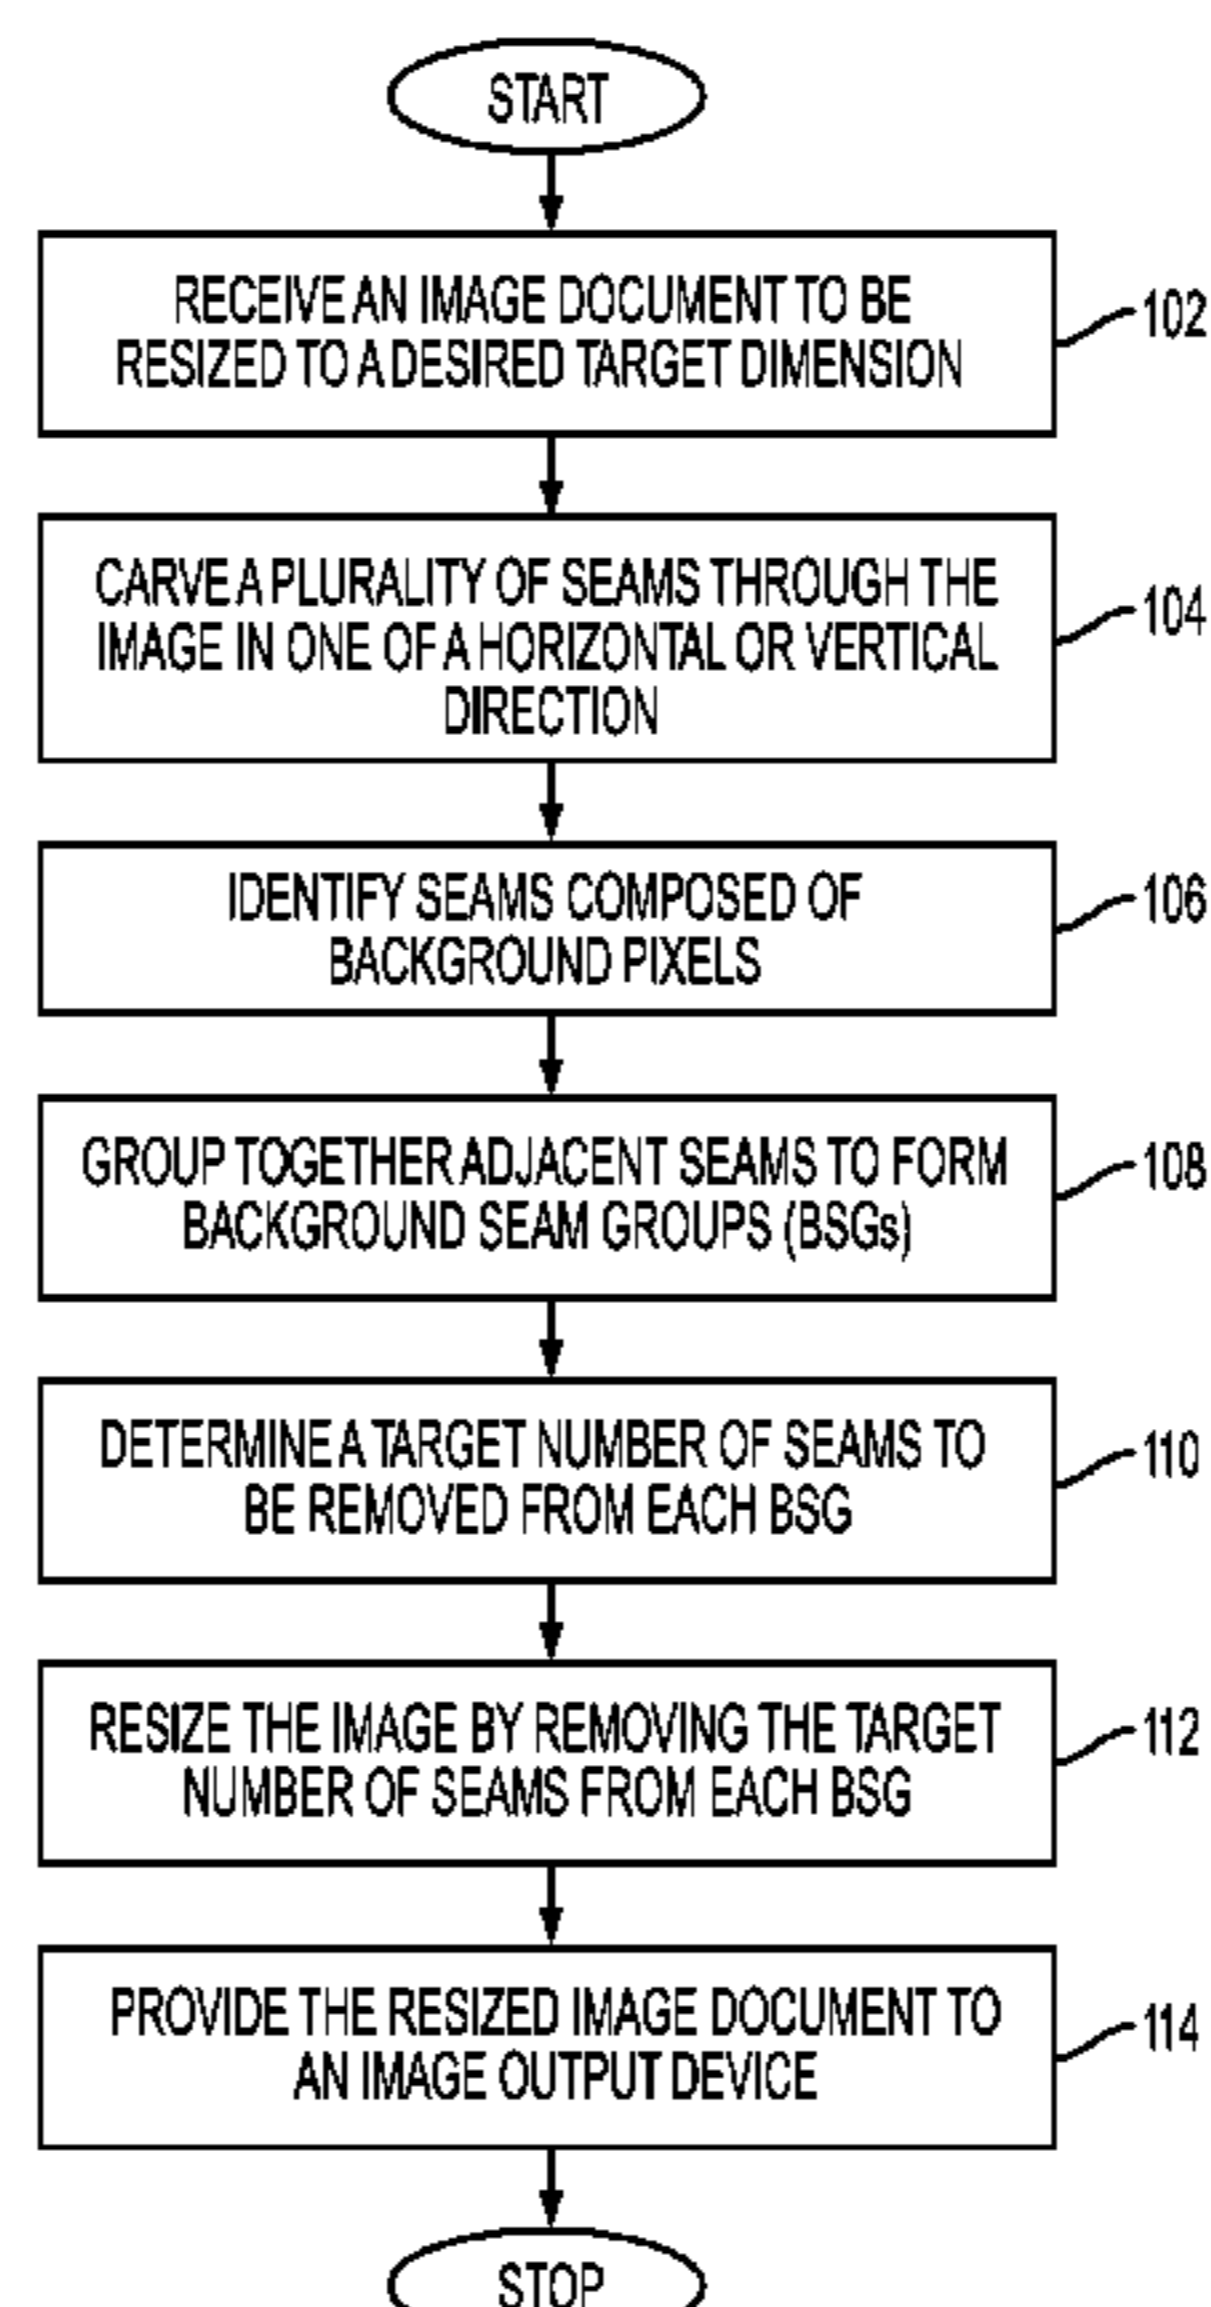 START
RECEIVE AN IMAGE DOCUMENT TO BE
RESIZED TO A DESIRED TARGET DIMENSION
102
CARVE A PLURALITY OF SEAMS THROUGH THE
IMAGE IN ONE OF A HORIZONTAL OR VERTICAL
DIRECTION
104
IDENTIFY SEAMS COMPOSED OF
BACKGROUND PIXELS
106
GROUP TOGETHER ADJACENT SEAMS TO FORM
BACKGROUND SEAM GROUPS (BSGs)
108
DETERMINE A TARGET NUMBER OF SEAMS TO
BE REMOVED FROM EACH BSG
110
RESIZE THE IMAGE BY REMOVING THE TARGET
NUMBER OF SEAMS FROM EACH BSG
112
PROVIDE THE RESIZED IMAGE DOCUMENT TO
AN IMAGE OUTPUT DEVICE
114
STOP